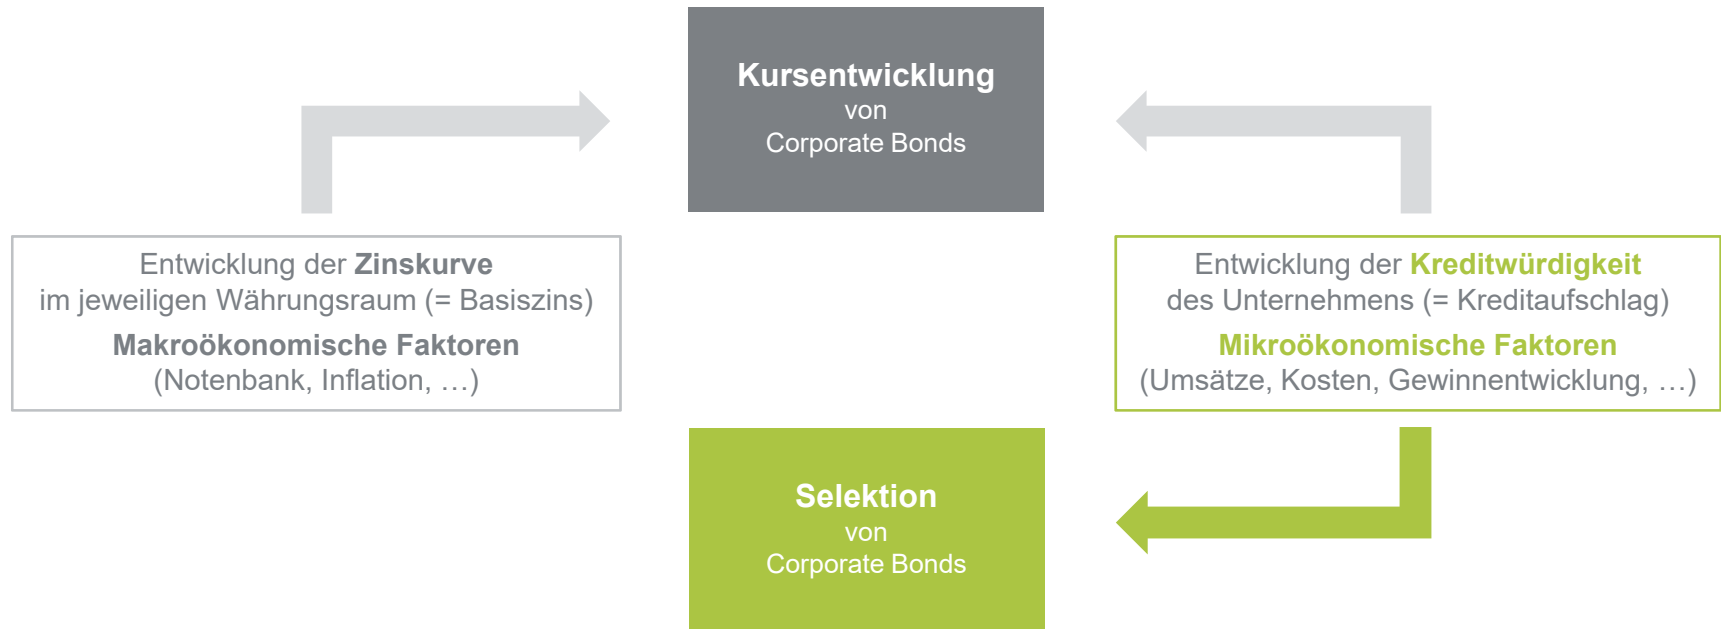 Kursentwicklung
von
Corporate Bonds
Entwicklung der Zinskurve
im jeweiligen Währungsraum (= Basiszins)
Makroökonomische Faktoren
(Notenbank, Inflation, …)
Entwicklung der Kreditwürdigkeit
des Unternehmens (= Kreditaufschlag)
Mikroökonomische Faktoren
(Umsätze, Kosten, Gewinnentwicklung, …)
Selektion
von
Corporate Bonds